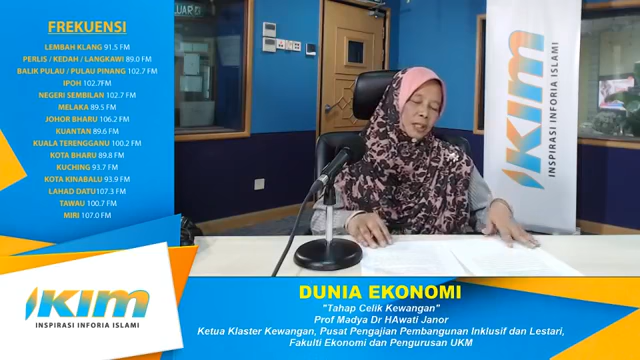 FREKUENSI
LEMBAH KLANG 91.5 FM
PERLIS / KEDAH / LANGKAWI 89.0 FM
BALIK PULAU / PULAU PINANG 102.7 FM
IPOH 102.7FM
NEGERI SEMBILAN 102.7 FM
MELAKA 89.5 FM
JOHOR BHARU 106.2 FM
KUANTAN 89.6 FM
KUALA TERENGGANU 100.2 FM
KOTA BHARU 89.8 FM
KUCHING 93.7 FM
KOTA KINABALU 93.9 FM
LAHAD DATU107.3 FM
TAWAU 100.7 FM
MIRI 107.0 FM
IKIM
INSPIRASI INFORIA ISLAMI
IKIM
INSPIRASI INFORIA ISLAMI
DUNIA EKONOMI
"Tahap Celik Kewangan"
Prof Madya Dr HAwati Janor
Ketua Klaster Kewangan, Pusat Pengajian Pembangunan Inklusif dan Lestari,
Fakulti Ekonomi dan Pengurusan UKM